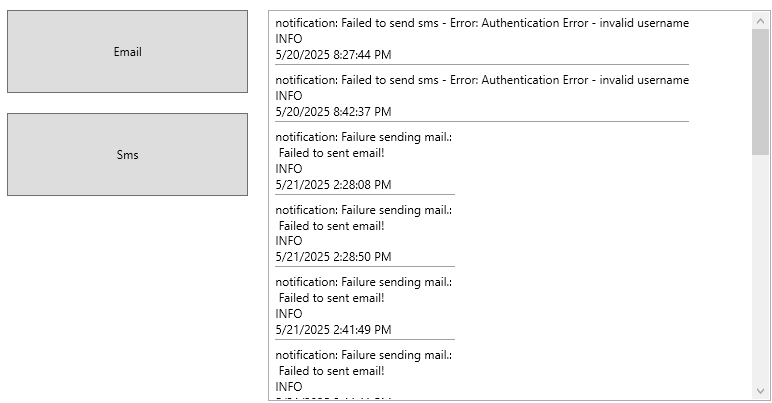 Email
Sms
notification: Failed to send sms - Error: Authentication Error - invalid username
INFO
5/20/2025 8:27:44 PM
notification: Failed to send sms - Error: Authentication Error - invalid username
INFO
5/20/2025 8:42:37 PM
notification: Failure sending mail.:
Failed to sent email!
INFO
5/21/2025 2:28:08 PM
notification: Failure sending mail.:
Failed to sent email!
INFO
5/21/2025 2:28:50 PM
notification: Failure sending mail.:
Failed to sent email!
INFO
5/21/2025 2:41:49 PM
notification: Failure sending mail.:
Failed to sent email!
INFO